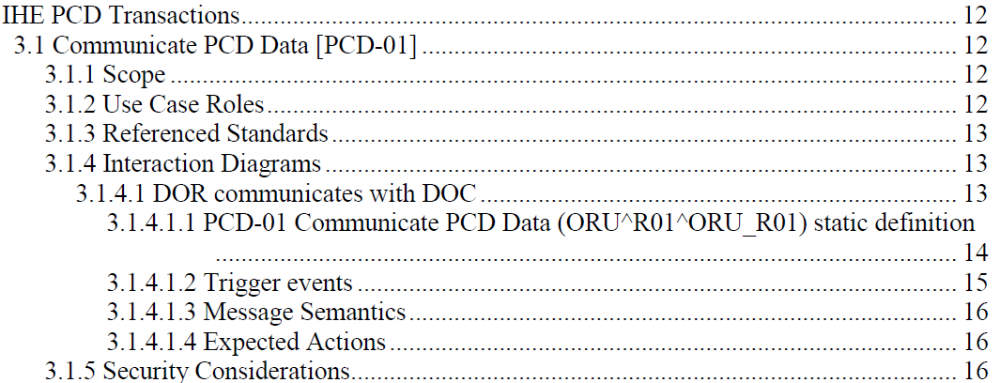 IHE PCD Transactions........................................................................................................ 12
3.1 Communicate PCD Data [PCD-01]............................................................................. 12
3.1.1 Scope................................................................................................................ 12
3.1.2 Use Case Roles................................................................................................. 12
3.1.3 Referenced Standards....................................................................................... 13
3.1.4 Interaction Diagrams........................................................................................ 13
3.1.4.1 DOR communicates with DOC.................................................................. 13
3.1.4.1.1 PCD-01 Communicate PCD Data (ORU^R01^ORU_R01) static definition
........................................................................................................ 14
3.1.4.1.2 Trigger events...................................................................................... 15
3.1.4.1.3 Message Semantics.............................................................................. 16
3.1.4.1.4 Expected Actions................................................................................. 16
3.1.5 Security Considerations.................................................................................... 16